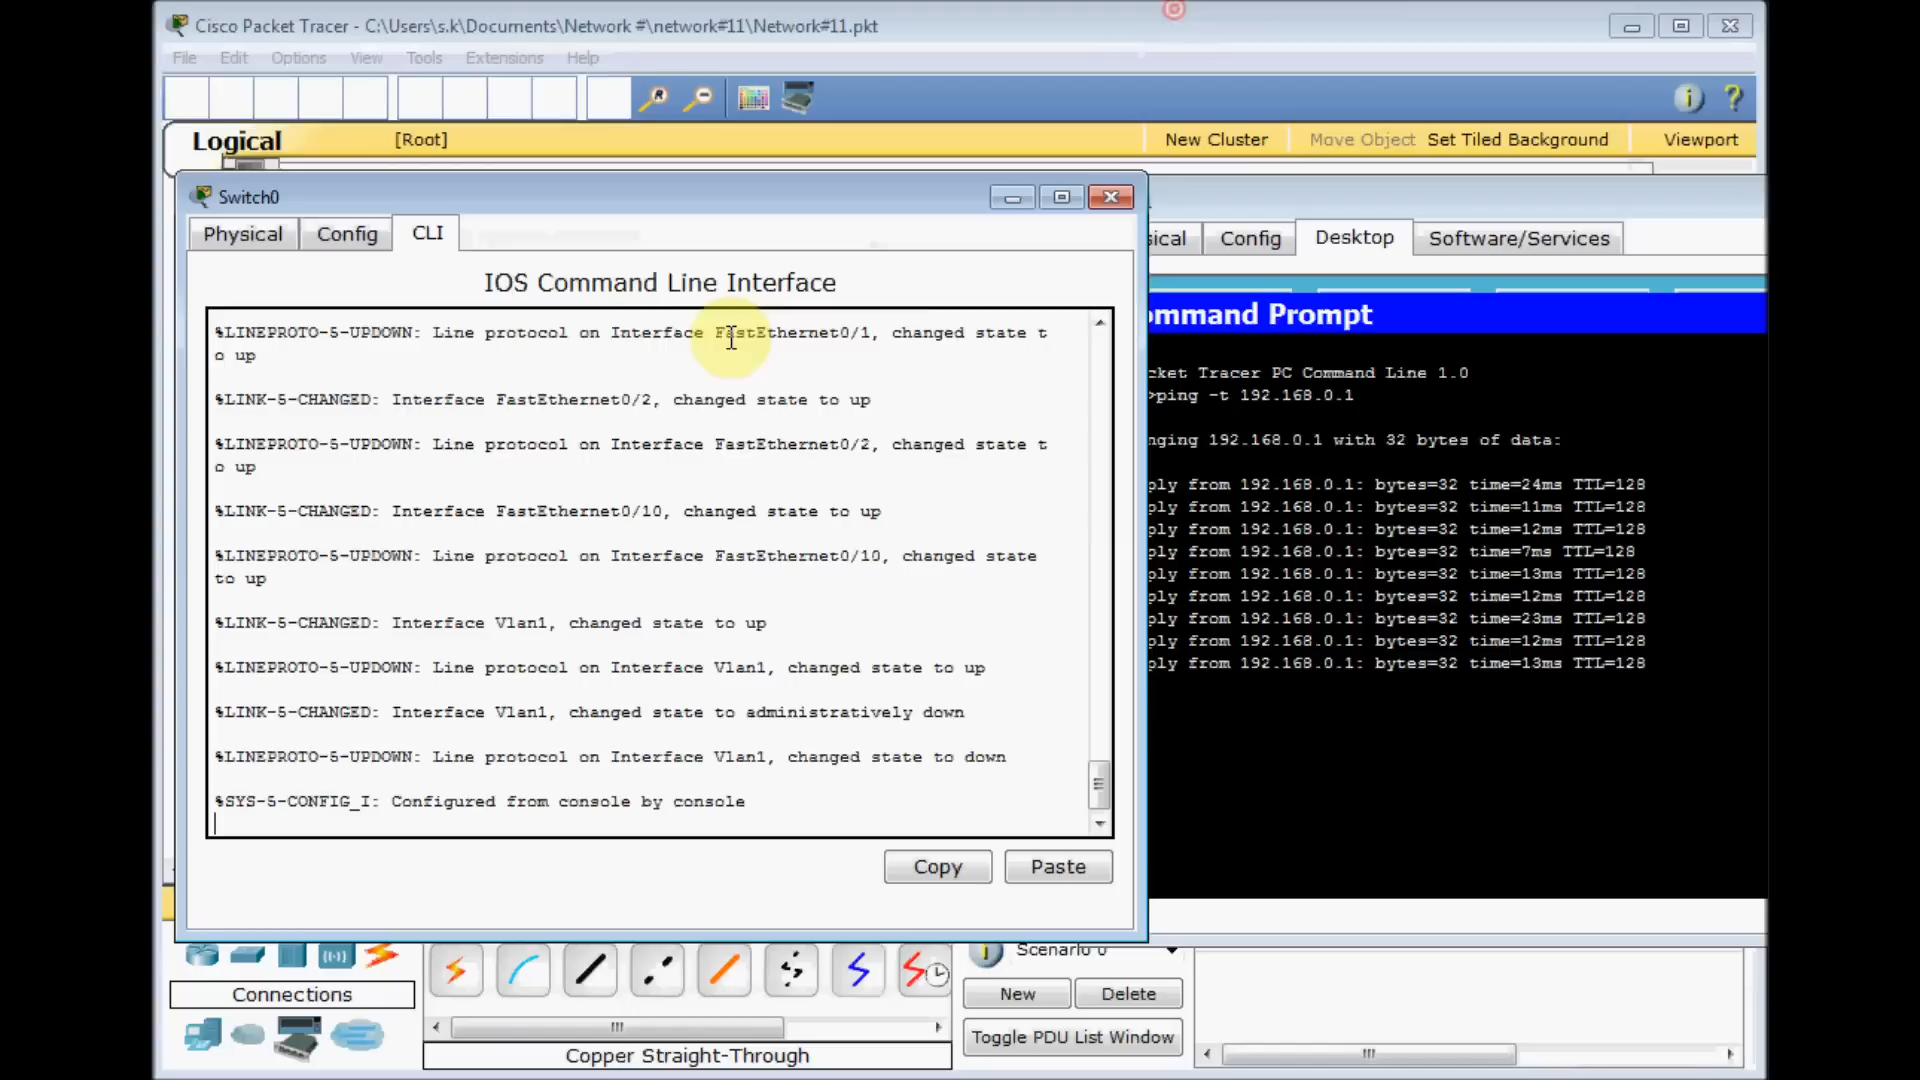 Cisco Packet Tracer - C:\Users\s.k\Documents\Network #\network#11\Network#11.pkt
File Edit Options View Tools Extensions Help
Logical [Root] New Cluster Move Object Set Tiled Background Viewport
Switch0
Physical Config CLI
IOS Command Line Interface
%LINEPROTO-5-UPDOWN: Line protocol on Interface FastEthernet0/1, changed state t
o up
%LINK-5-CHANGED: Interface FastEthernet0/2, changed state to up
%LINEPROTO-5-UPDOWN: Line protocol on Interface FastEthernet0/2, changed state t
o up
%LINK-5-CHANGED: Interface FastEthernet0/10, changed state to up
%LINEPROTO-5-UPDOWN: Line protocol on Interface FastEthernet0/10, changed state
to up
%LINK-5-CHANGED: Interface Vlan1, changed state to up
%LINEPROTO-5-UPDOWN: Line protocol on Interface Vlan1, changed state to up
%LINK-5-CHANGED: Interface Vlan1, changed state to administratively down
%LINEPROTO-5-UPDOWN: Line protocol on Interface Vlan1, changed state to down
%SYS-5-CONFIG_I: Configured from console by console
Copy Paste
sical Config Desktop Software/Services
ommand Prompt
cket Tracer PC Command Line 1.0
>ping -t 192.168.0.1
nging 192.168.0.1 with 32 bytes of data:
ply from 192.168.0.1: bytes=32 time=24ms TTL=128
ply from 192.168.0.1: bytes=32 time=11ms TTL=128
ply from 192.168.0.1: bytes=32 time=12ms TTL=128
ply from 192.168.0.1: bytes=32 time=7ms TTL=128
ply from 192.168.0.1: bytes=32 time=13ms TTL=128
ply from 192.168.0.1: bytes=32 time=12ms TTL=128
ply from 192.168.0.1: bytes=32 time=23ms TTL=128
ply from 192.168.0.1: bytes=32 time=12ms TTL=128
ply from 192.168.0.1: bytes=32 time=13ms TTL=128
Connections
Copper Straight-Through
Scenario 0
New Delete
Toggle PDU List Window